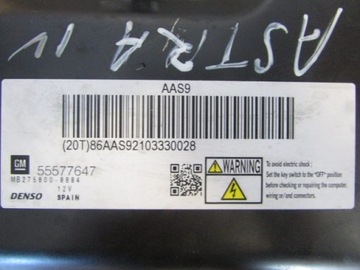 ASTRA IV
AAS9
(20T)86AAS92103330028
GM 55577647
MB275800-8884
12V
DENSO SPAIN
WARNING
To avoid electric shock:
Set the switch to the "OFF" position
before checking or repairing the computer,
wiring or and connectors.